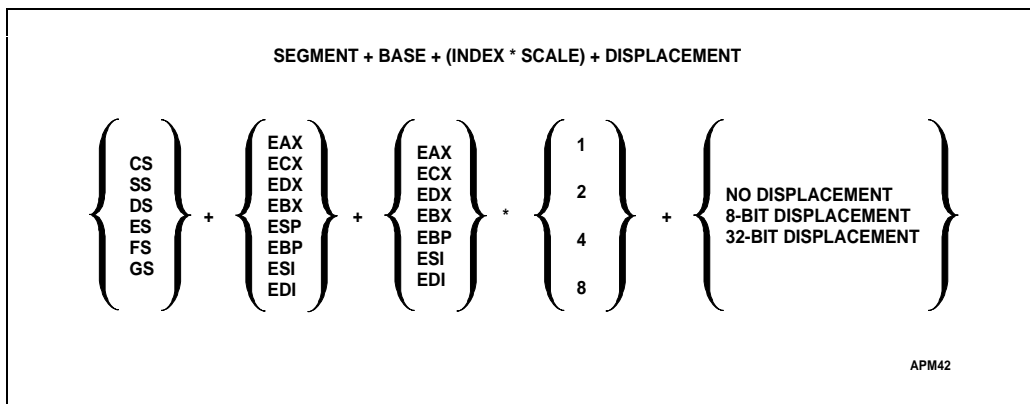 SEGMENT + BASE + (INDEX * SCALE) + DISPLACEMENT
CS
SS
DS
ES
FS
GS
+
EAX
ECX
EDX
EBX
ESP
EBP
ESI
EDI
+
EAX
ECX
EDX
EBX
EBP
ESI
EDI
*
1
2
4
8
+
NO DISPLACEMENT
8-BIT DISPLACEMENT
32-BIT DISPLACEMENT
APM42